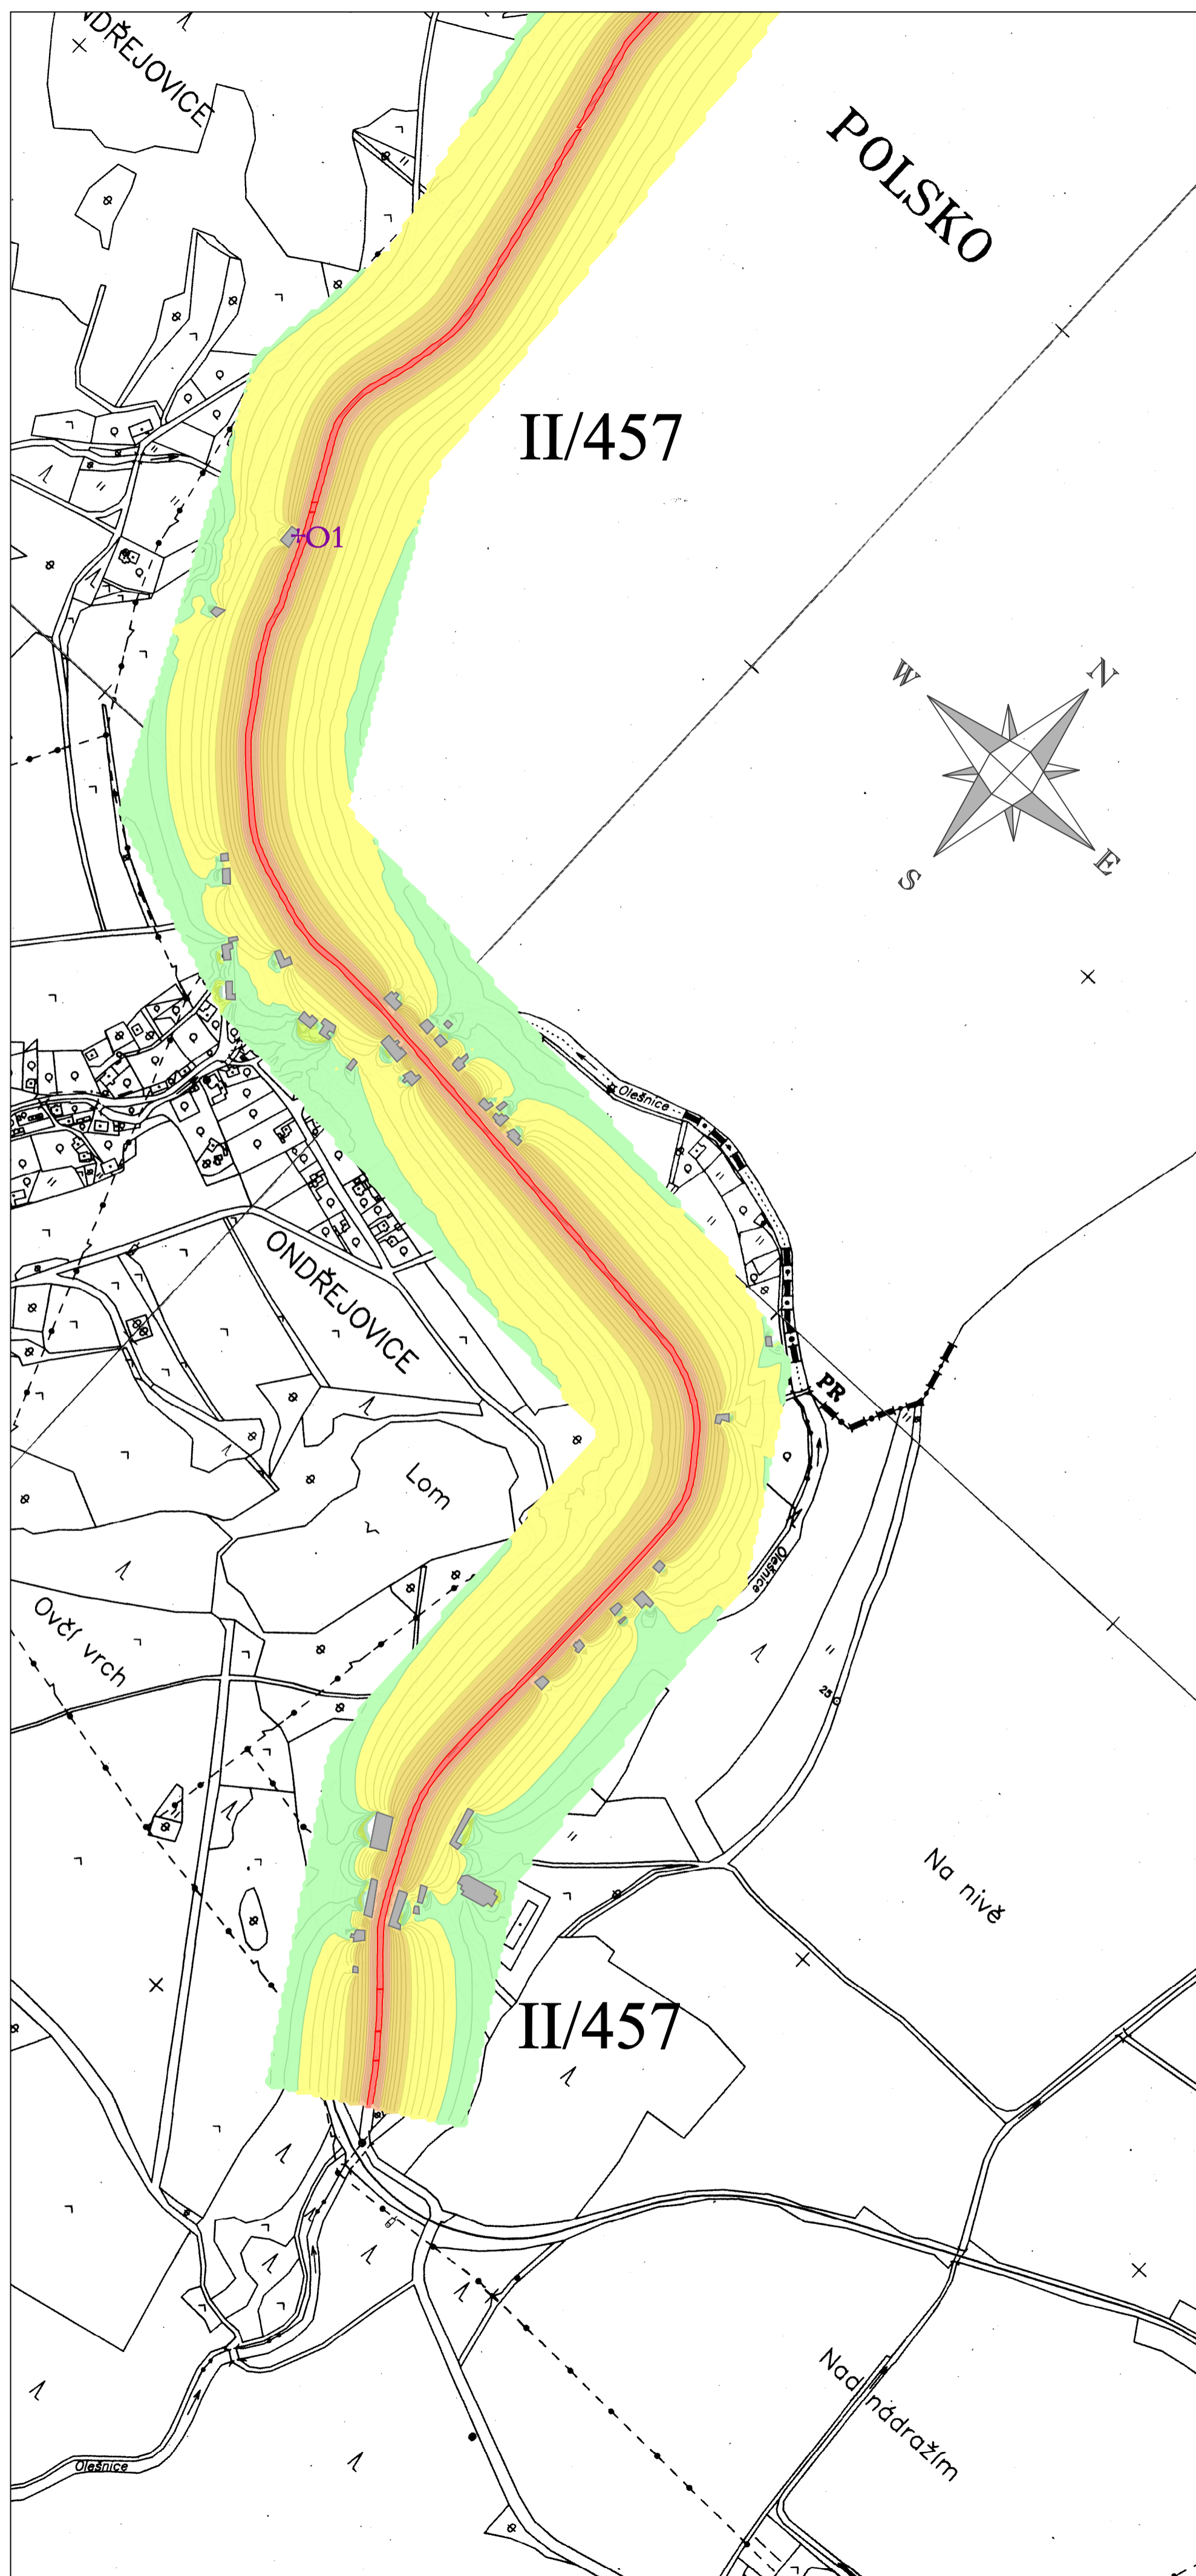 ONDŘEJOVICE
POLSKO
II/457
O1
W
N
S
E
Olešnice
ONDŘEJOVICE
PR
Lom
Olešnice
Ovčí vrch
25
Na nivě
II/457
Nad nádražím
Olešnice